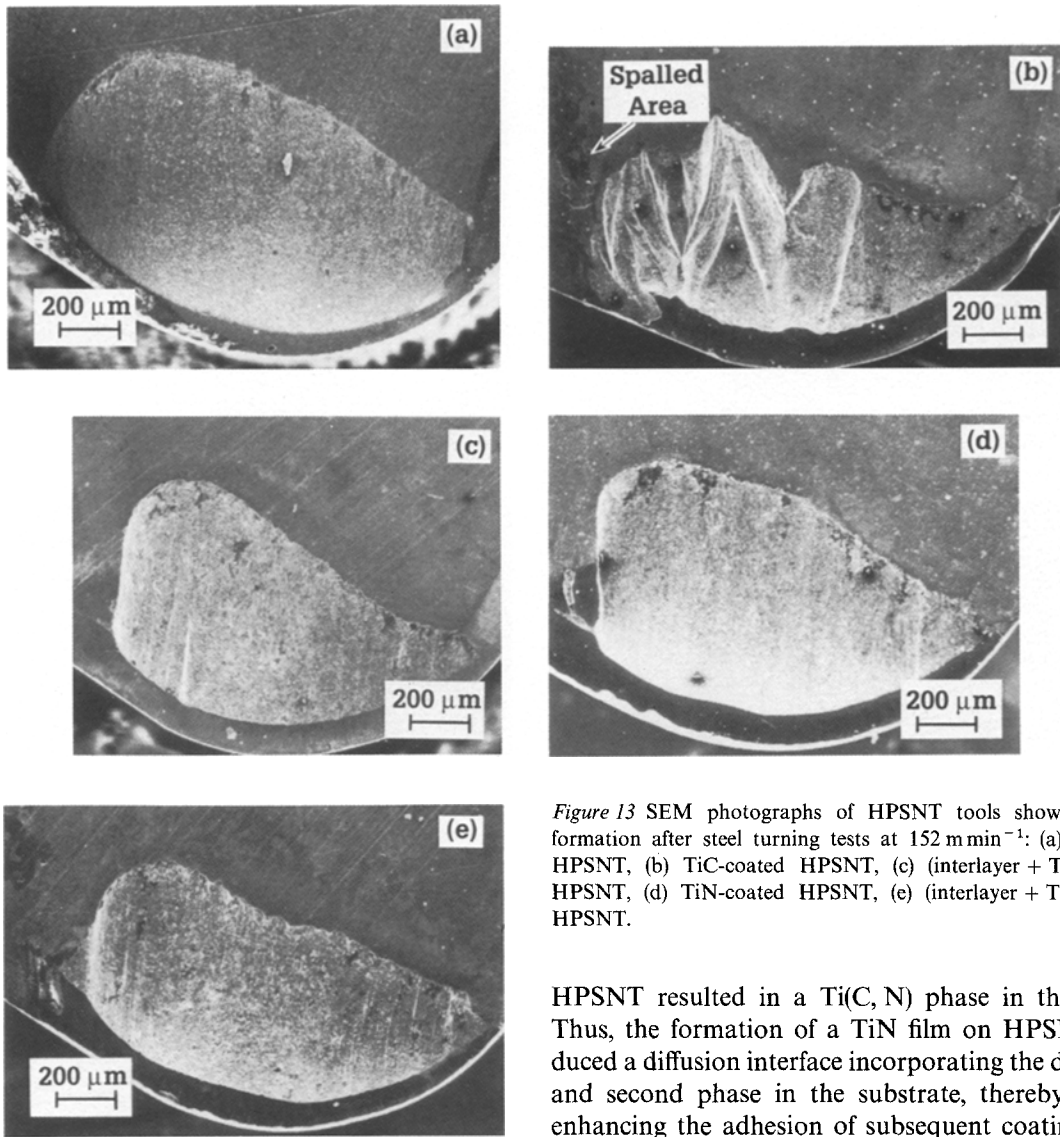 (a)
200 μm
Spalled
Area
(b)
200 μm
(c)
200 μm
(d)
200 μm
(e)
200 μm
Figure 13 SEM photographs of HPSNT tools show
formation after steel turning tests at 152 m min⁻¹: (a)
HPSNT, (b) TiC-coated HPSNT, (c) (interlayer + T
HPSNT, (d) TiN-coated HPSNT, (e) (interlayer + T
HPSNT.
HPSNT resulted in a Ti(C, N) phase in th
Thus, the formation of a TiN film on HPS
duced a diffusion interface incorporating the d
and second phase in the substrate, thereby
enhancing the adhesion of subsequent coati